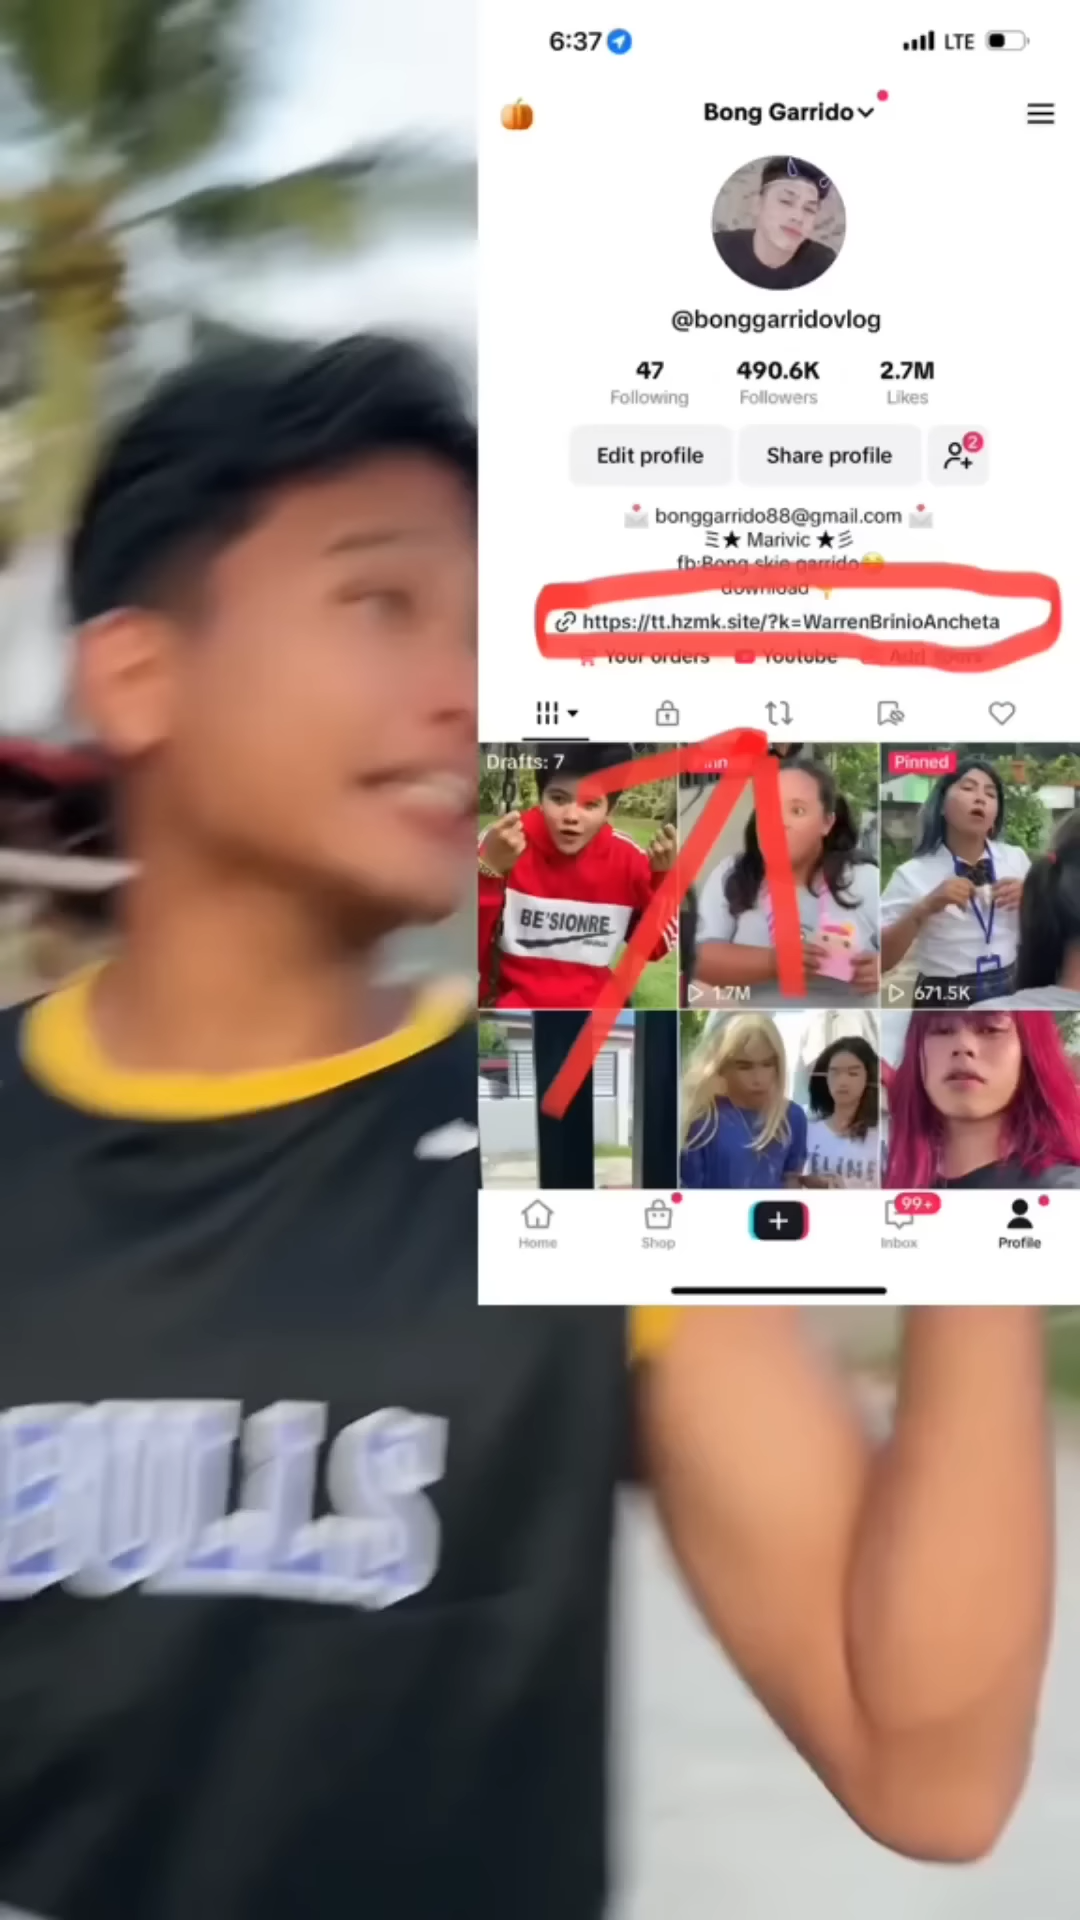 6:37
LTE
Bong Garrido
@bonggarridovlog
47 490.6K 2.7M
Following Followers Likes
Edit profile Share profile 2
bonggarrido88@gmail.com
Ξ★ Marivic ★彡
fb:Bong skie garrido
download
https://tt.hzmk.site/?k=WarrenBrinioAncheta
Your orders Youtube Add Yours
Drafts: 7
Pinned
BE'SIONRE
1.7M
671.5K
BULLS
99+
Home Shop Inbox Profile